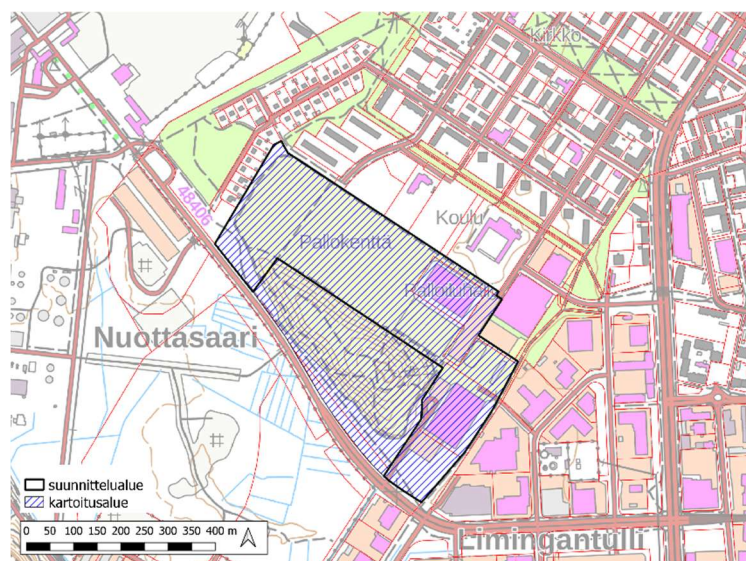 Kirkko
48406
Koulu
Pallokenttä
Palloiluhalli
Nuottasaari
suunnittelualue
kartoitusalue
0 50 100 150 200 250 300 350 400 m
Limingantulli